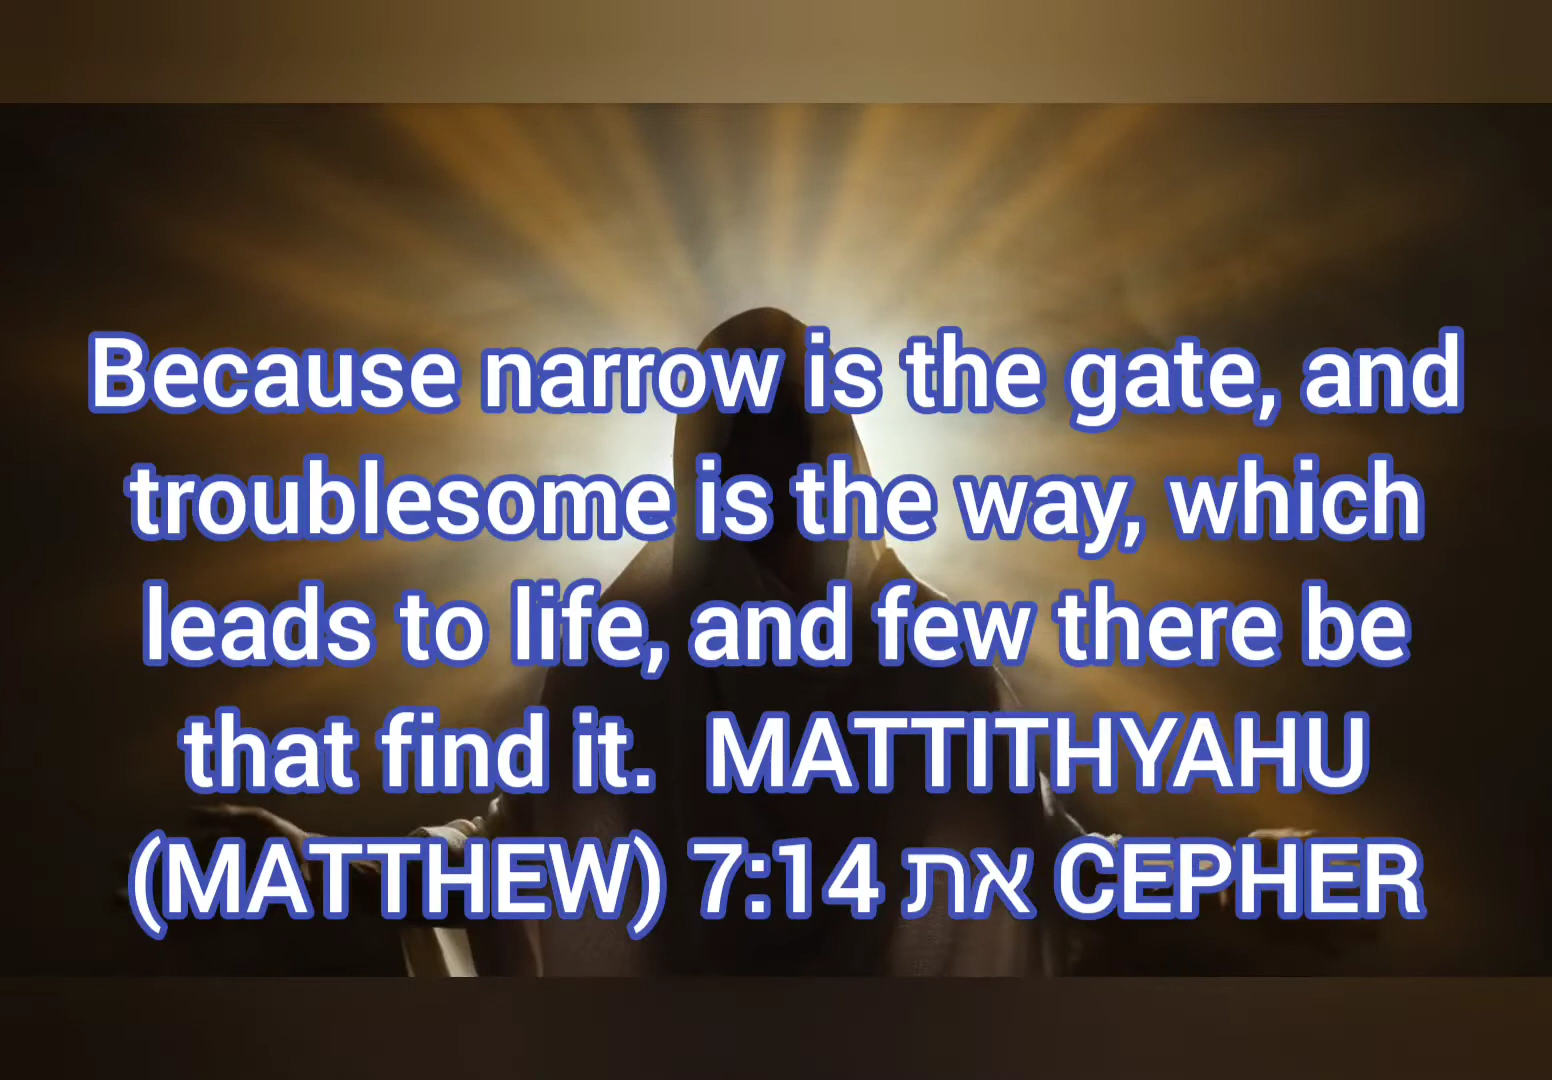 Because narrow is the gate, and
troublesome is the way, which
leads to life, and few there be
that find it.  MATTITHYAHU
(MATTHEW) 7:14 את CEPHER